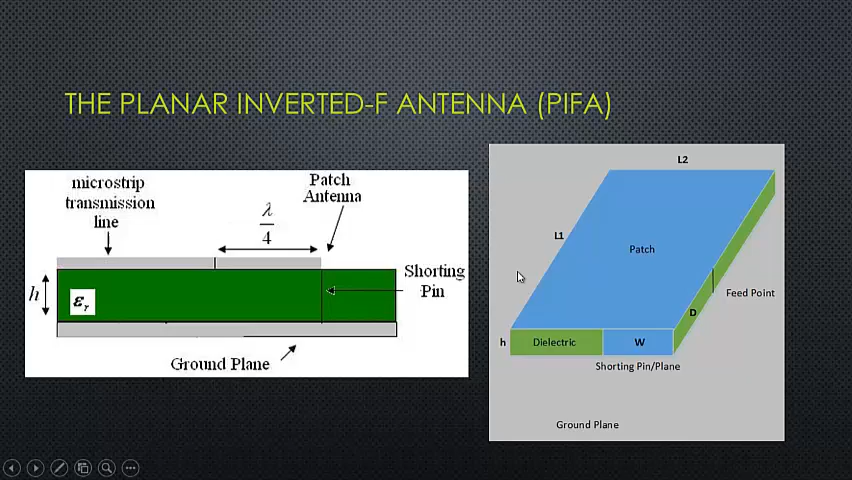 THE PLANAR INVERTED-F ANTENNA (PIFA)
microstrip
transmission
line
Patch
Antenna
λ
4
Shorting
Pin
h
εr
Ground Plane
L2
L1
Patch
Feed Point
D
h
Dielectric
W
Shorting Pin/Plane
Ground Plane